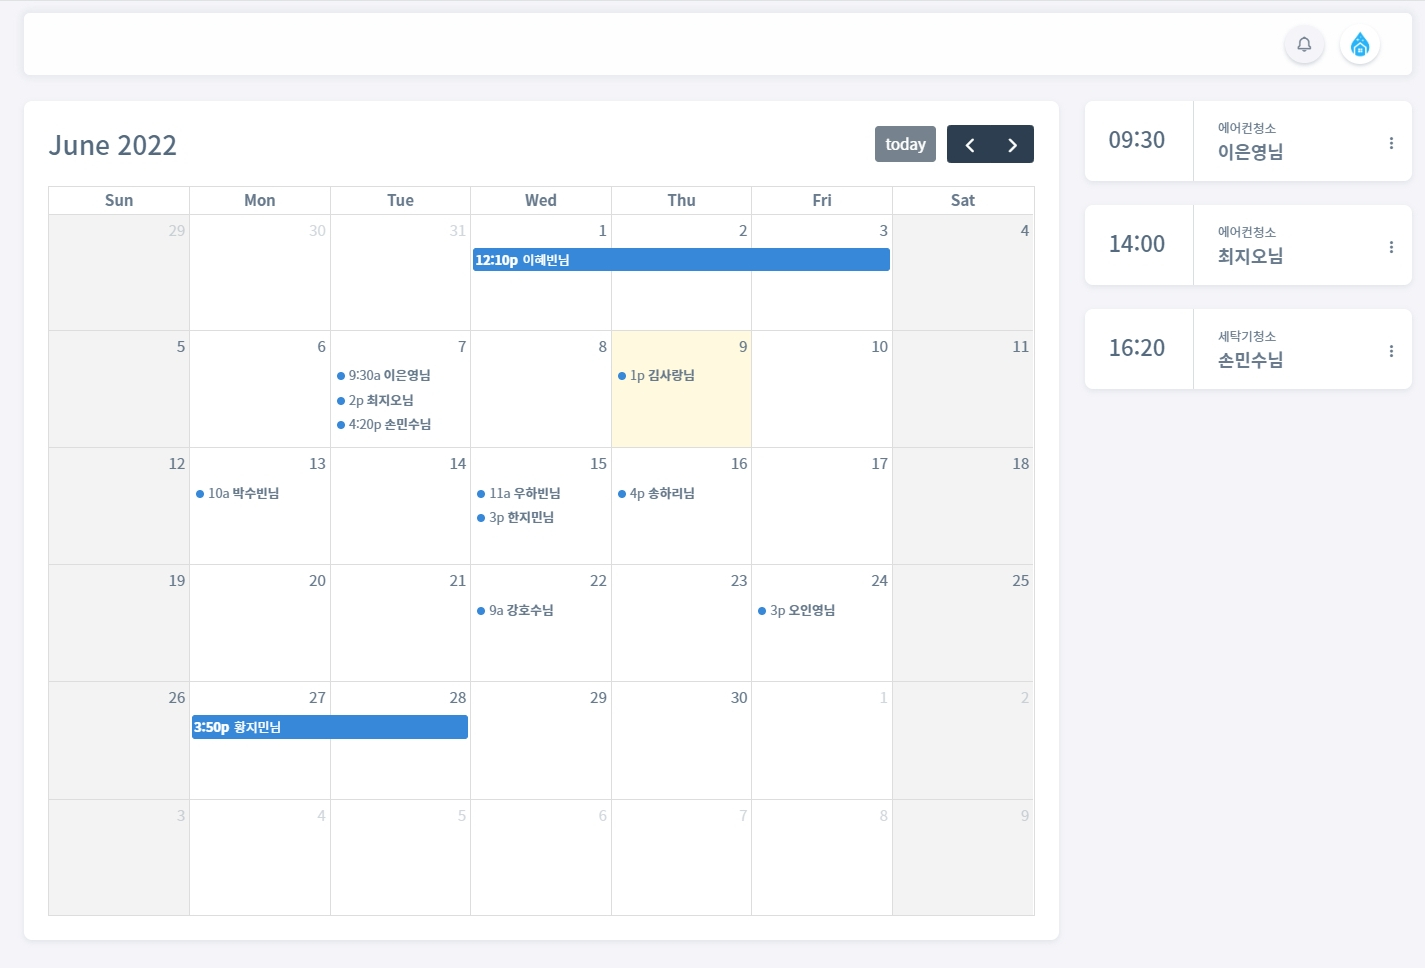 June 2022
today
Sun Mon Tue Wed Thu Fri Sat
29 30 31 1 2 3 4
12:10p 이혜빈님
5 6 7 8 9 10 11
9:30a 이은영님
2p 최지오님
4:20p 손민수님
1p 김사랑님
12 13 14 15 16 17 18
10a 박수빈님
11a 우하빈님
3p 한지민님
4p 송하리님
19 20 21 22 23 24 25
9a 강호수님
3p 오인영님
26 27 28 29 30 1 2
3:50p 황지민님
3 4 5 6 7 8 9
09:30
에어컨청소
이은영님
14:00
에어컨청소
최지오님
16:20
세탁기청소
손민수님